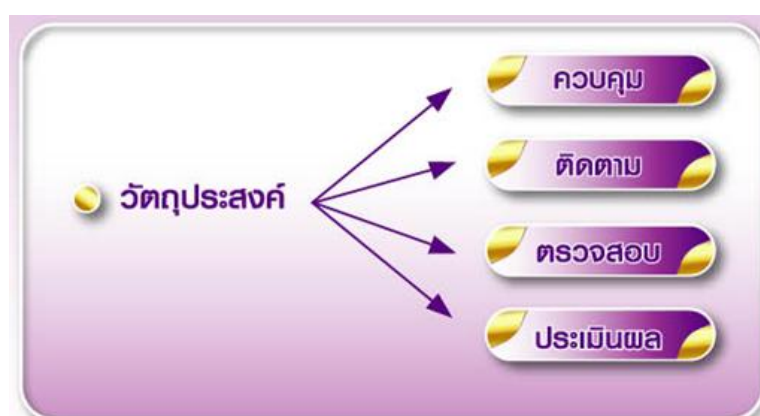 วัตถุประสงค์
ควบคุม
ติดตาม
ตรวจสอบ
ประเมินผล